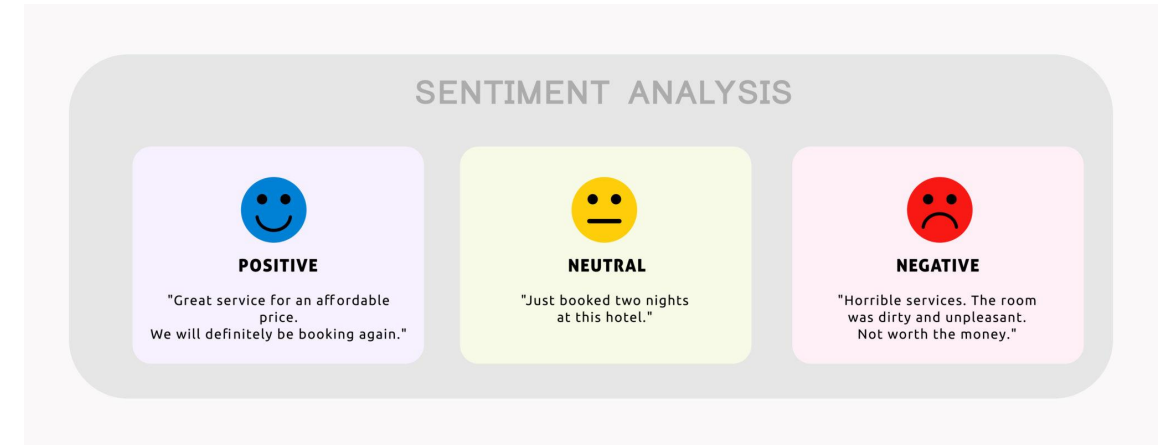 SENTIMENT ANALYSIS
POSITIVE
"Great service for an affordable
price.
We will definitely be booking again."
NEUTRAL
"Just booked two nights
at this hotel."
NEGATIVE
"Horrible services. The room
was dirty and unpleasant.
Not worth the money."